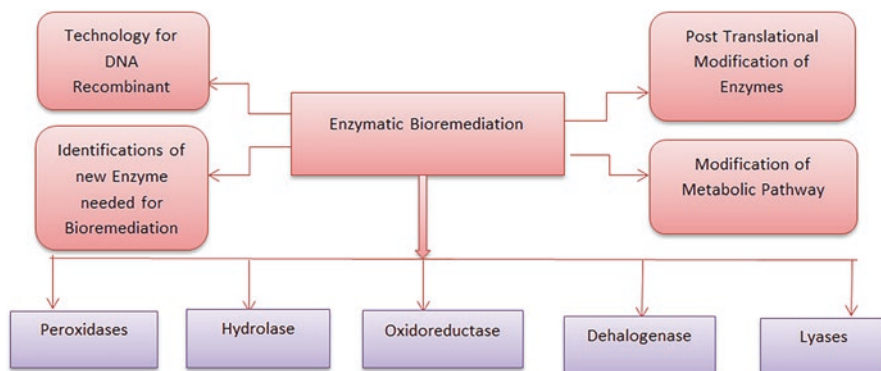 Technology for
DNA
Recombinant
Post Translational
Modification of
Enzymes
Enzymatic Bioremediation
Identifications of
new Enzyme
needed for
Bioremediation
Modification of
Metabolic Pathway
Peroxidases
Hydrolase
Oxidoreductase
Dehalogenase
Lyases